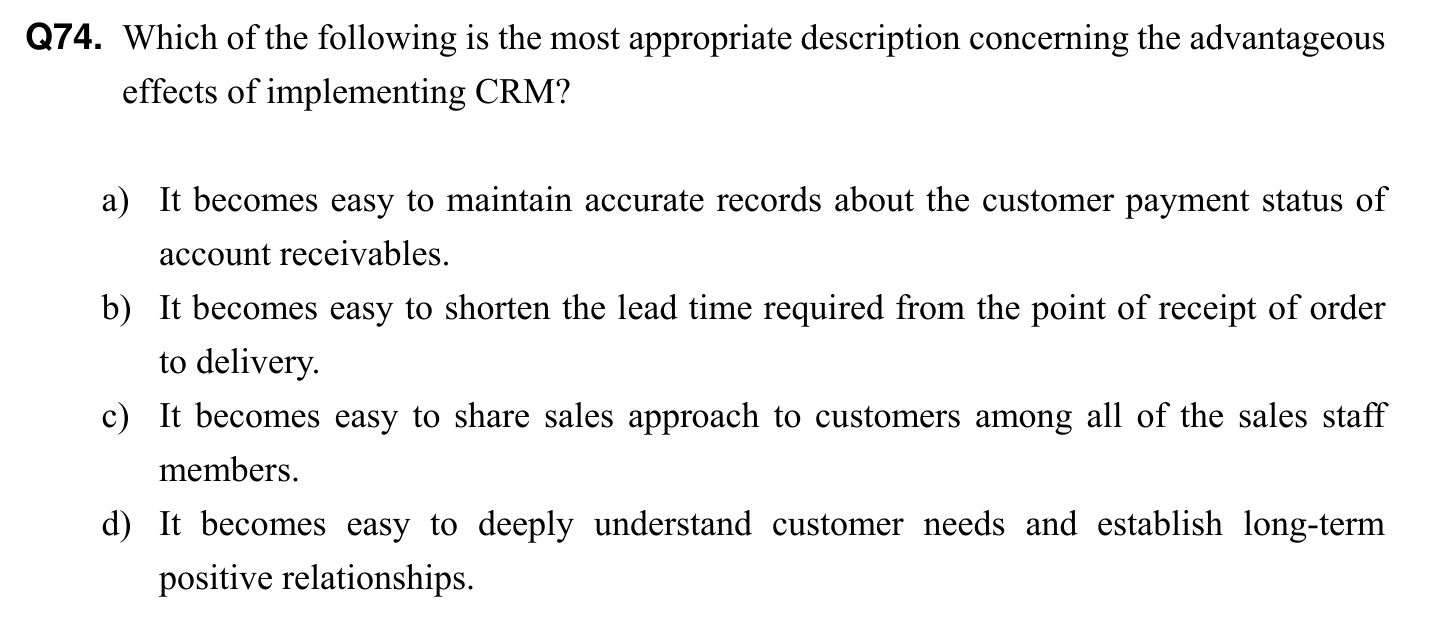 Q74. Which of the following is the most appropriate description concerning the advantageous
effects of implementing CRM?
a) It becomes easy to maintain accurate records about the customer payment status of
account receivables.
b) It becomes easy to shorten the lead time required from the point of receipt of order
to delivery.
c) It becomes easy to share sales approach to customers among all of the sales staff
members.
d) It becomes easy to deeply understand customer needs and establish long-term
positive relationships.